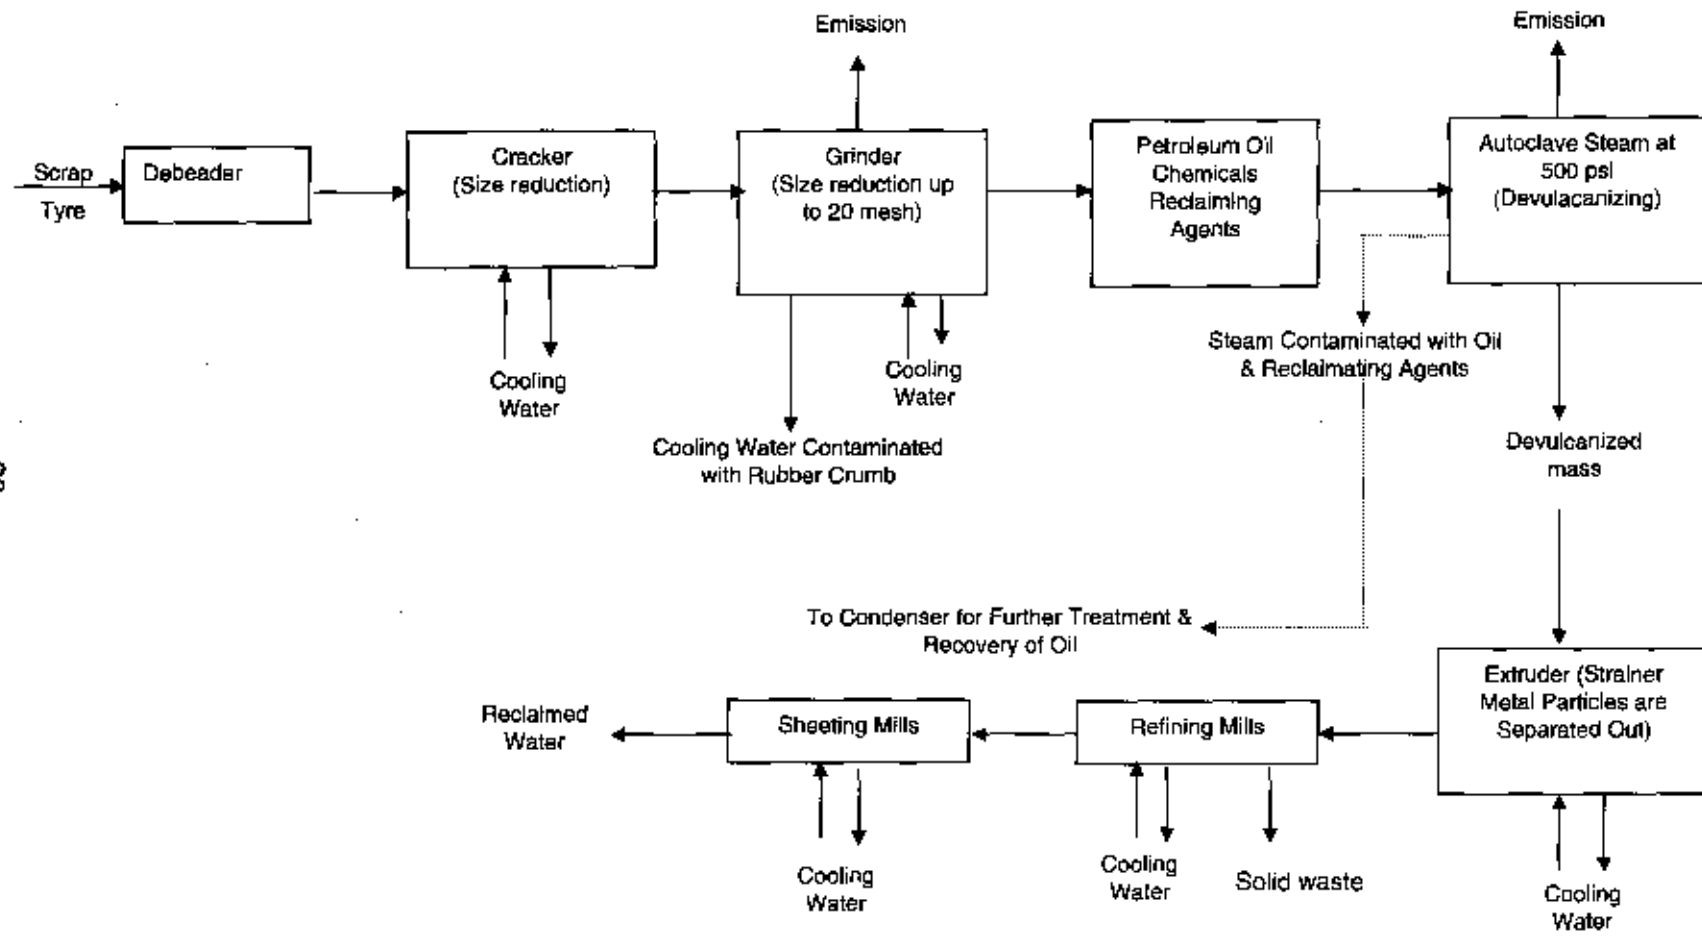 Emission
Emission
Scrap
Tyre
Debeader
Cracker
(Size reduction)
Grinder
(Size reduction up
to 20 mesh)
Petroleum Oil
Chemicals
Reclaiming
Agents
Autoclave Steam at
500 psi
(Devulacanizing)
Cooling
Water
Cooling
Water
Cooling Water Contaminated
with Rubber Crumb
Steam Contaminated with Oil
& Reclaimating Agents
Devulcanized
mass
To Condenser for Further Treatment &
Recovery of Oil
Reclaimed
Water
Sheeting Mills
Refining Mills
Extruder (Strainer
Metal Particles are
Separated Out)
Cooling
Water
Cooling
Water
Solid waste
Cooling
Water